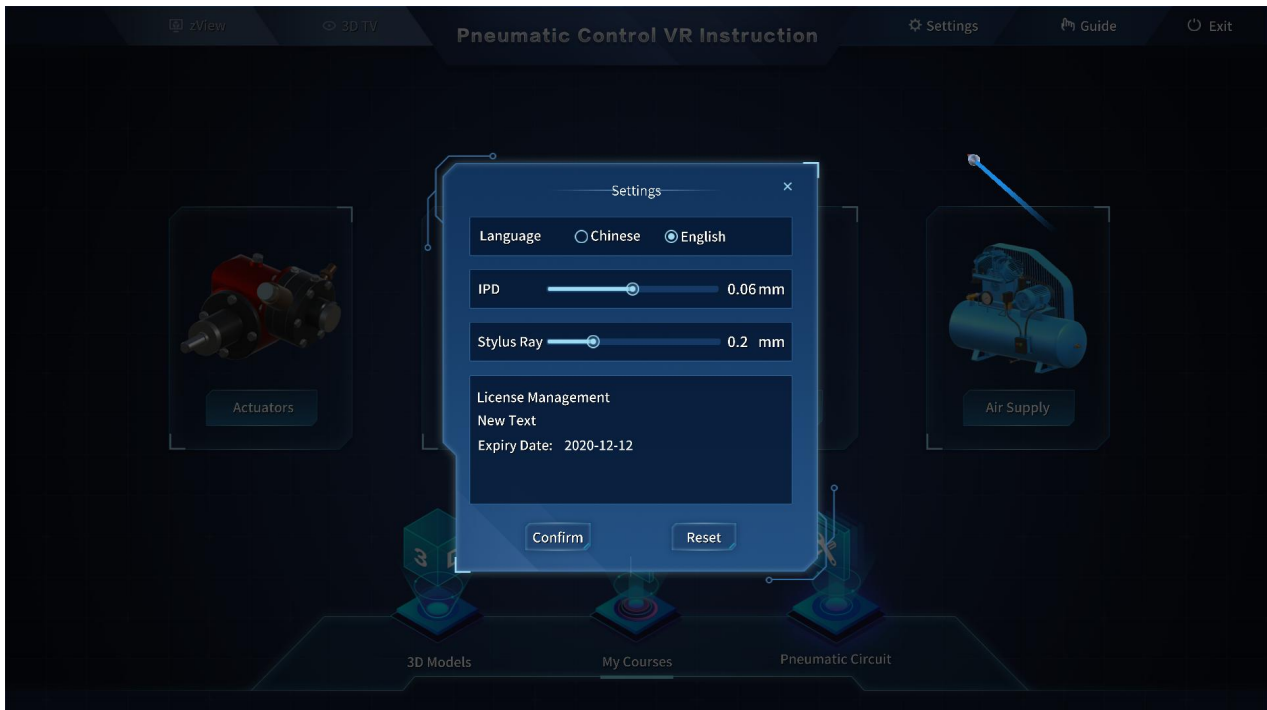 zView 3D TV Pneumatic Control VR Instruction Settings Guide Exit
Settings
Language Chinese English
IPD 0.06 mm
Stylus Ray 0.2 mm
License Management
New Text
Expiry Date: 2020-12-12
Actuators
Air Supply
Confirm Reset
3
3D Models My Courses Pneumatic Circuit